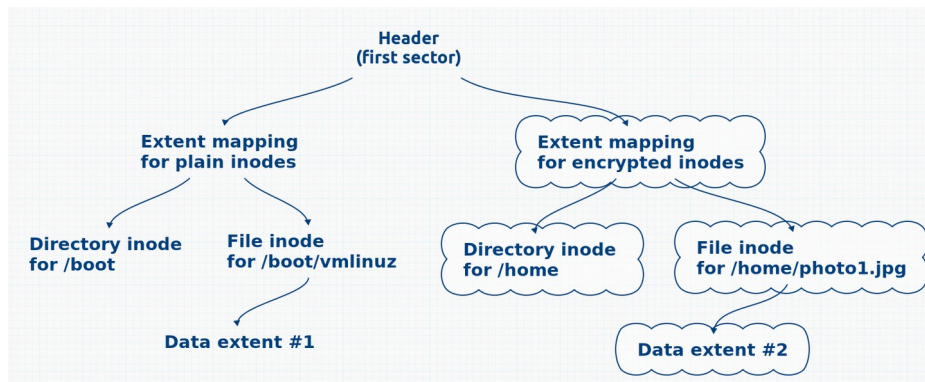 Header
(first sector)
Extent mapping
for plain inodes
Extent mapping
for encrypted inodes
Directory inode
for /boot
File inode
for /boot/vmlinuz
Directory inode
for /home
File inode
for /home/photo1.jpg
Data extent #1
Data extent #2